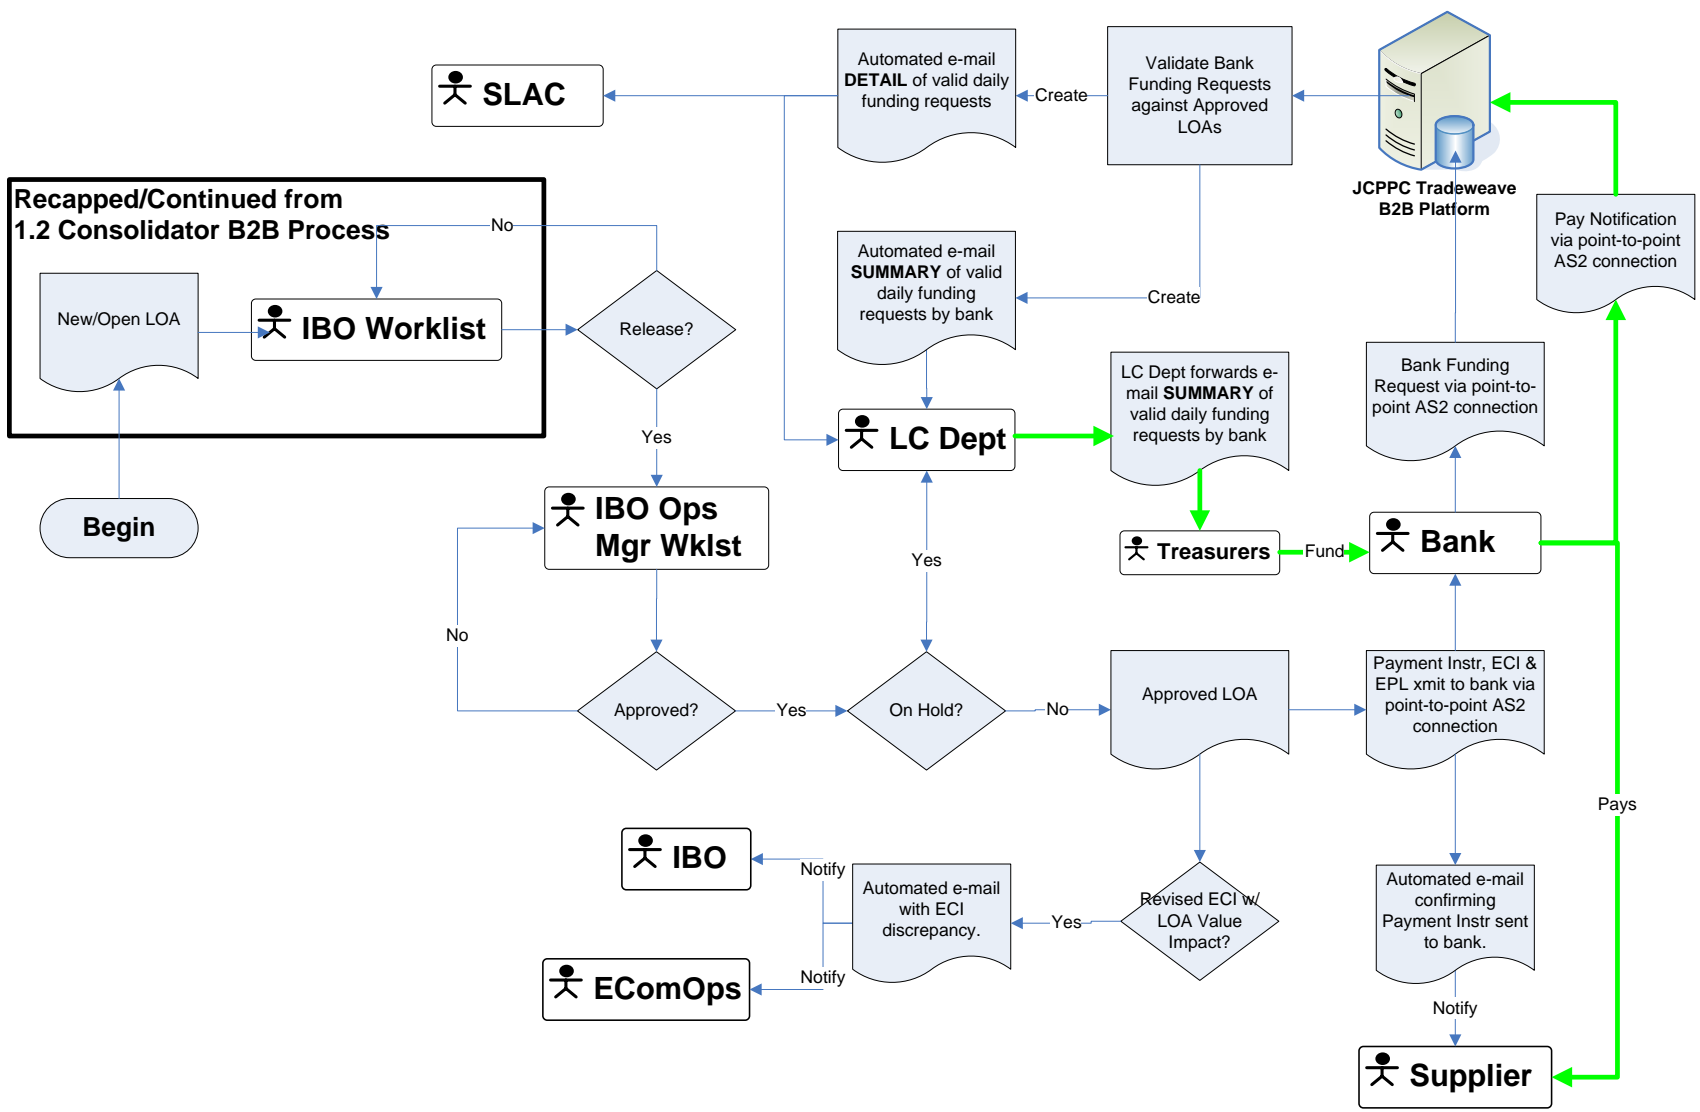 Automated e-mail
DETAIL of valid daily
funding requests
Validate Bank
Funding Requests
against Approved
LOAs
SLAC
Create
JCPPC Tradeweave
B2B Platform
Recapped/Continued from
1.2 Consolidator B2B Process
No
Pay Notification
via point-to-point
AS2 connection
Automated e-mail
SUMMARY of valid
daily funding
requests by bank
Create
New/Open LOA
IBO Worklist
Release?
LC Dept forwards e-
mail SUMMARY of
valid daily funding
requests by bank
Bank Funding
Request via point-to-
point AS2 connection
Yes
LC Dept
Begin
IBO Ops
Mgr Wklst
Yes
Treasurers
Fund
Bank
No
Approved?
Yes
On Hold?
No
Approved LOA
Payment Instr, ECI &
EPL xmit to bank via
point-to-point AS2
connection
Pays
IBO
Notify
Automated e-mail
with ECI
discrepancy.
Yes
Revised ECI w/
LOA Value
Impact?
Automated e-mail
confirming
Payment Instr sent
to bank.
EComOps
Notify
Notify
Supplier